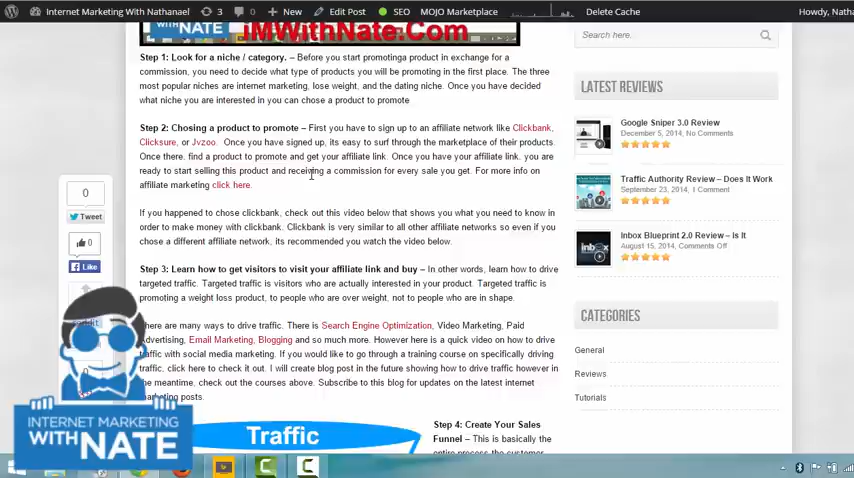 Internet Marketing With Nathanael 3 New Edit Post SEO MOJO Marketplace Delete Cache Howdy, Natha
WITH NATE iMWithNate.Com
Step 1: Look for a niche / category. – Before you start promotinga product in exchange for a
commission, you need to decide what type of products you will be promoting in the first place. The three
most popular niches are internet marketing, lose weight, and the dating niche. Once you have decided
what niche you are interested in you can chose a product to promote
Step 2: Chosing a product to promote – First you have to sign up to an affiliate network like Clickbank,
Clicksure, or Jvzoo. Once you have signed up, its easy to surf through the marketplace of their products.
Once there. find a product to promote and get your affiliate link. Once you have your affiliate link. you are
ready to start selling this product and receiving a commission for every sale you get. For more info on
affiliate marketing click here.
If you happened to chose clickbank, check out this video below that shows you what you need to know in
order to make money with clickbank. Clickbank is very similar to all other affiliate networks so even if you
chose a different affiliate network, its recommended you watch the video below.
Step 3: Learn how to get visitors to visit your affiliate link and buy – In other words, learn how to drive
targeted traffic. Targeted traffic is visitors who are actually interested in your product. Targeted traffic is
promoting a weight loss product, to people who are over weight, not to people who are in shape.
here are many ways to drive traffic. There is Search Engine Optimization, Video Marketing, Paid
Advertising, Email Marketing, Blogging and so much more. However here is a quick video on how to drive
traffic with social media marketing. If you would like to go through a training course on specifically driving
traffic, click here to check it out. I will create blog post in the future showing how to drive traffic however in
the meantime, check out the courses above. Subscribe to this blog for updates on the latest internet
marketing posts.
Traffic
Step 4: Create Your Sales
Funnel – This is basically the
entire process the customer
Search here.
LATEST REVIEWS
Google Sniper 3.0 Review
December 5, 2014, No Comments
Traffic Authority Review – Does It Work
September 23, 2014, 1 Comment
Inbox Blueprint 2.0 Review – Is It
August 15, 2014, Comments Off
inbox
CATEGORIES
General
Reviews
Tutorials
0
Tweet
0
Like
reddit
0
INTERNET MARKETING
WITH NATE